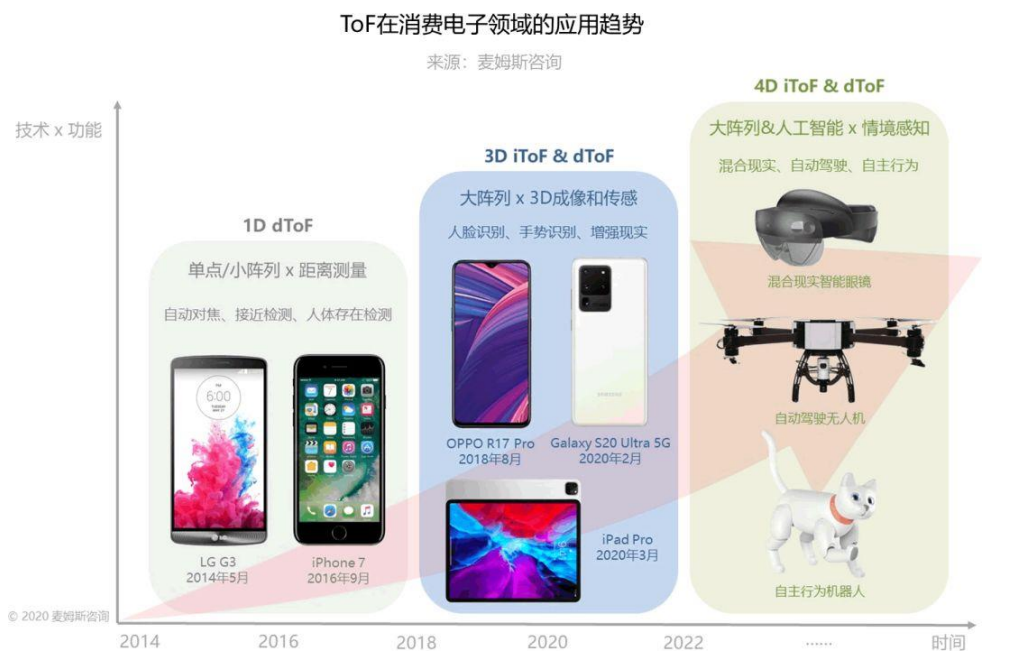 ToF在消费电子领域的应用趋势
来源：麦姆斯咨询
技术 x 功能
1D dToF
单点/小阵列 x 距离测量
自动对焦、接近检测、人体存在检测
6:00
LG
LG G3
2014年5月
iPhone 7
2016年9月
3D iToF & dToF
大阵列 x 3D成像和传感
人脸识别、手势识别、增强现实
SAMSUNG
OPPO R17 Pro
2018年8月
Galaxy S20 Ultra 5G
2020年2月
iPad Pro
2020年3月
4D iToF & dToF
大阵列&人工智能 x 情境感知
混合现实、自动驾驶、自主行为
混合现实智能眼镜
自动驾驶无人机
自主行为机器人
© 2020 麦姆斯咨询
2014 2016 2018 2020 2022 …… 时间